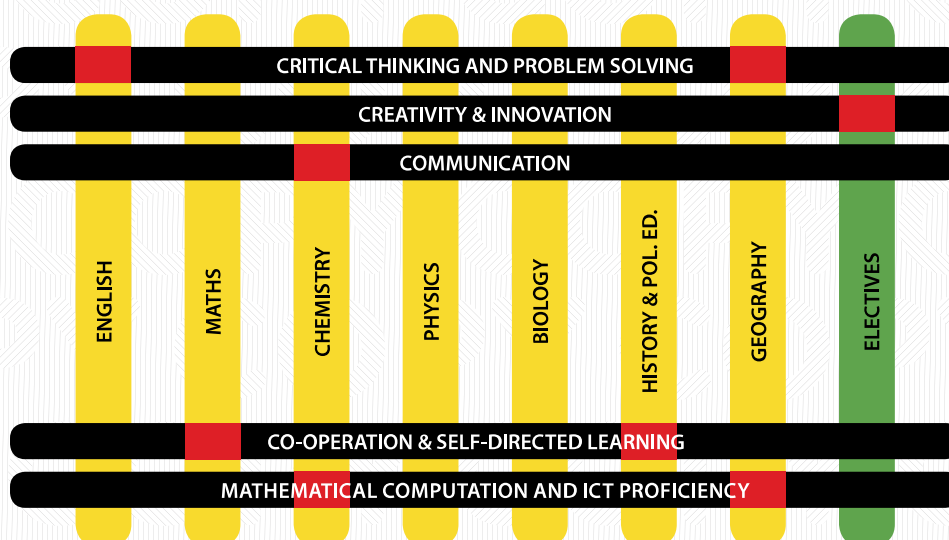 CRITICAL THINKING AND PROBLEM SOLVING
CREATIVITY & INNOVATION
COMMUNICATION
ENGLISH
MATHS
CHEMISTRY
PHYSICS
BIOLOGY
HISTORY & POL. ED.
GEOGRAPHY
ELECTIVES
CO-OPERATION & SELF-DIRECTED LEARNING
MATHEMATICAL COMPUTATION AND ICT PROFICIENCY